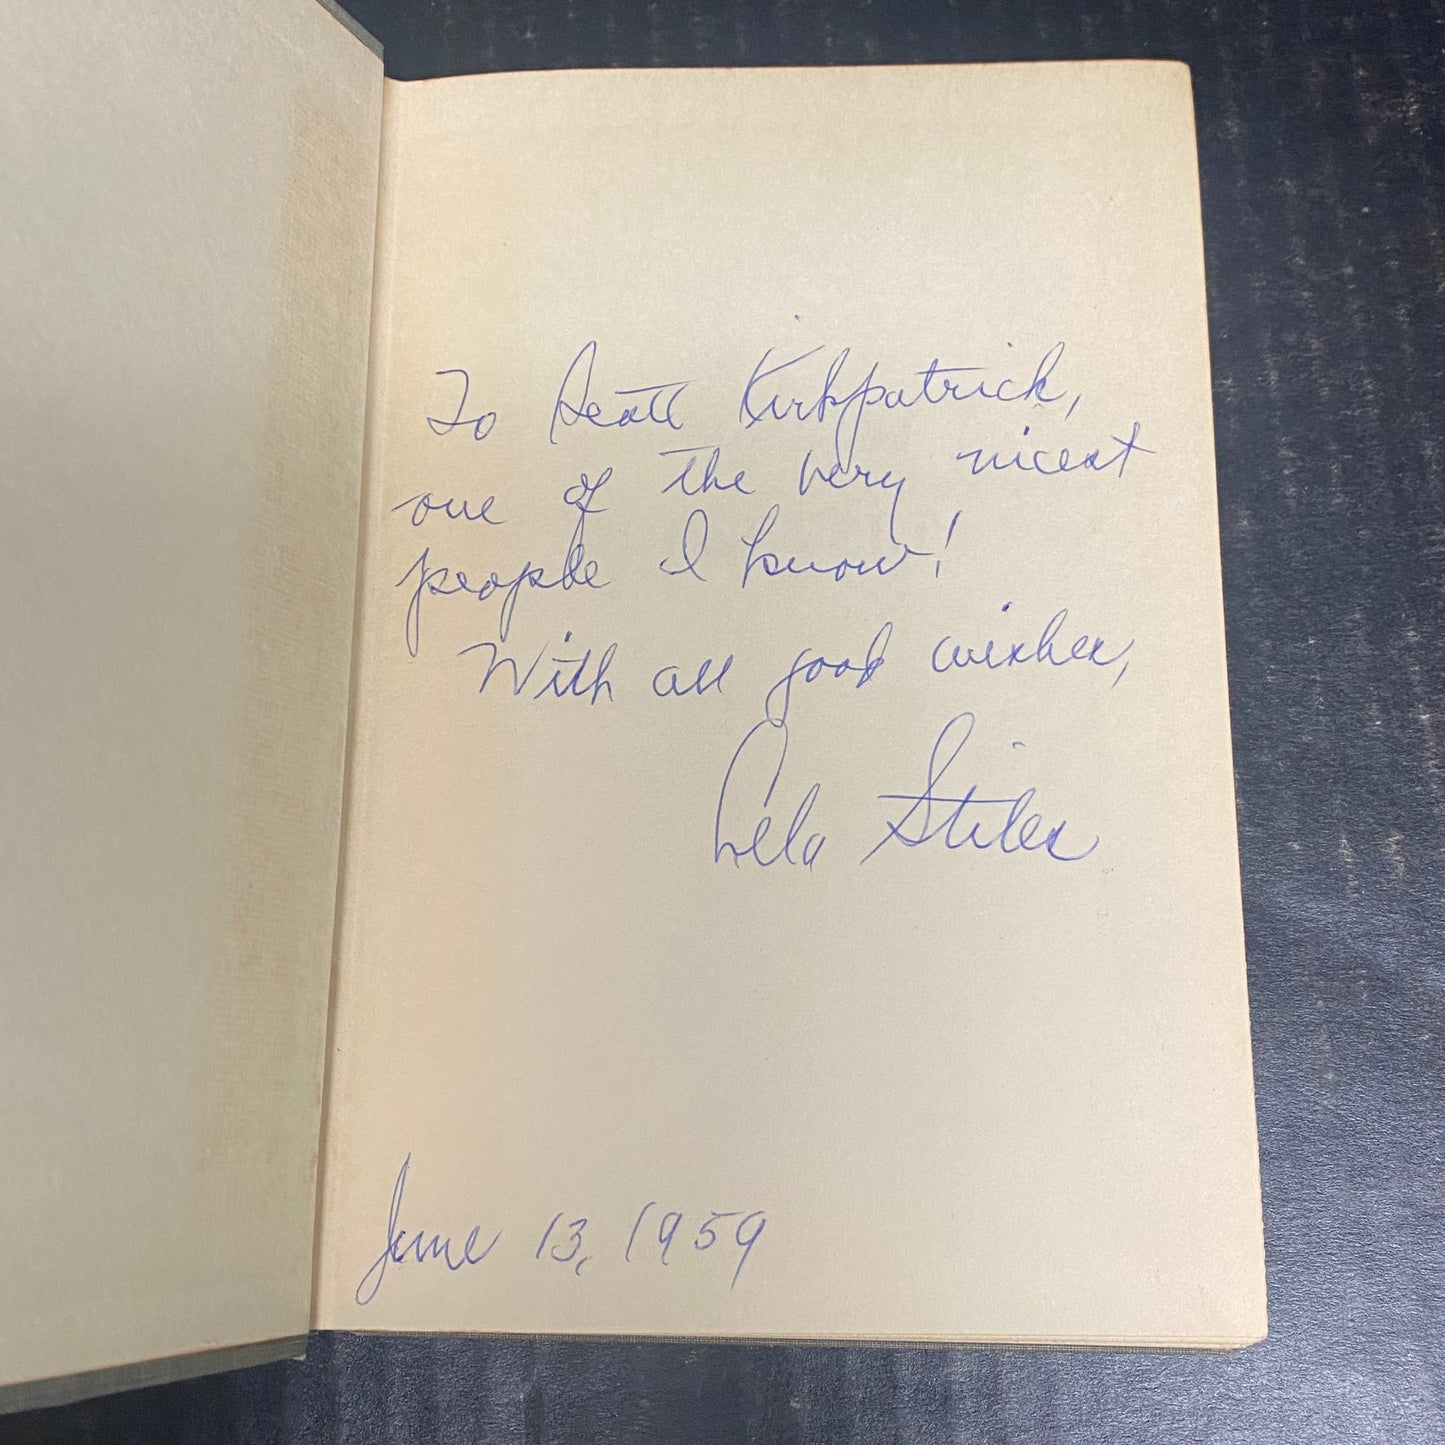 To Scott Kirkpatrick,
one of the very nicest
people I know!
With all good wishes,
Lela Stiles
June 13, 1959